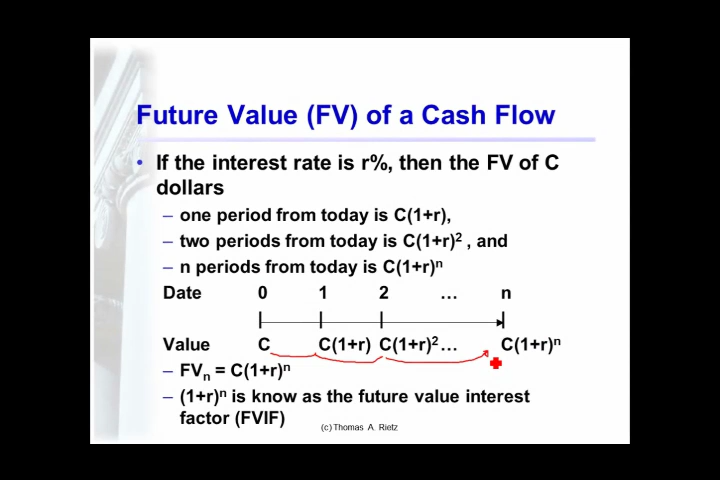 Future Value (FV) of a Cash Flow
• If the interest rate is r%, then the FV of C
dollars
– one period from today is C(1+r),
– two periods from today is C(1+r)² , and
– n periods from today is C(1+r)ⁿ
Date 0 1 2 … n
Value C C(1+r) C(1+r)² … C(1+r)ⁿ
– FVₙ = C(1+r)ⁿ
– (1+r)ⁿ is know as the future value interest
factor (FVIF)
(c) Thomas A. Rietz